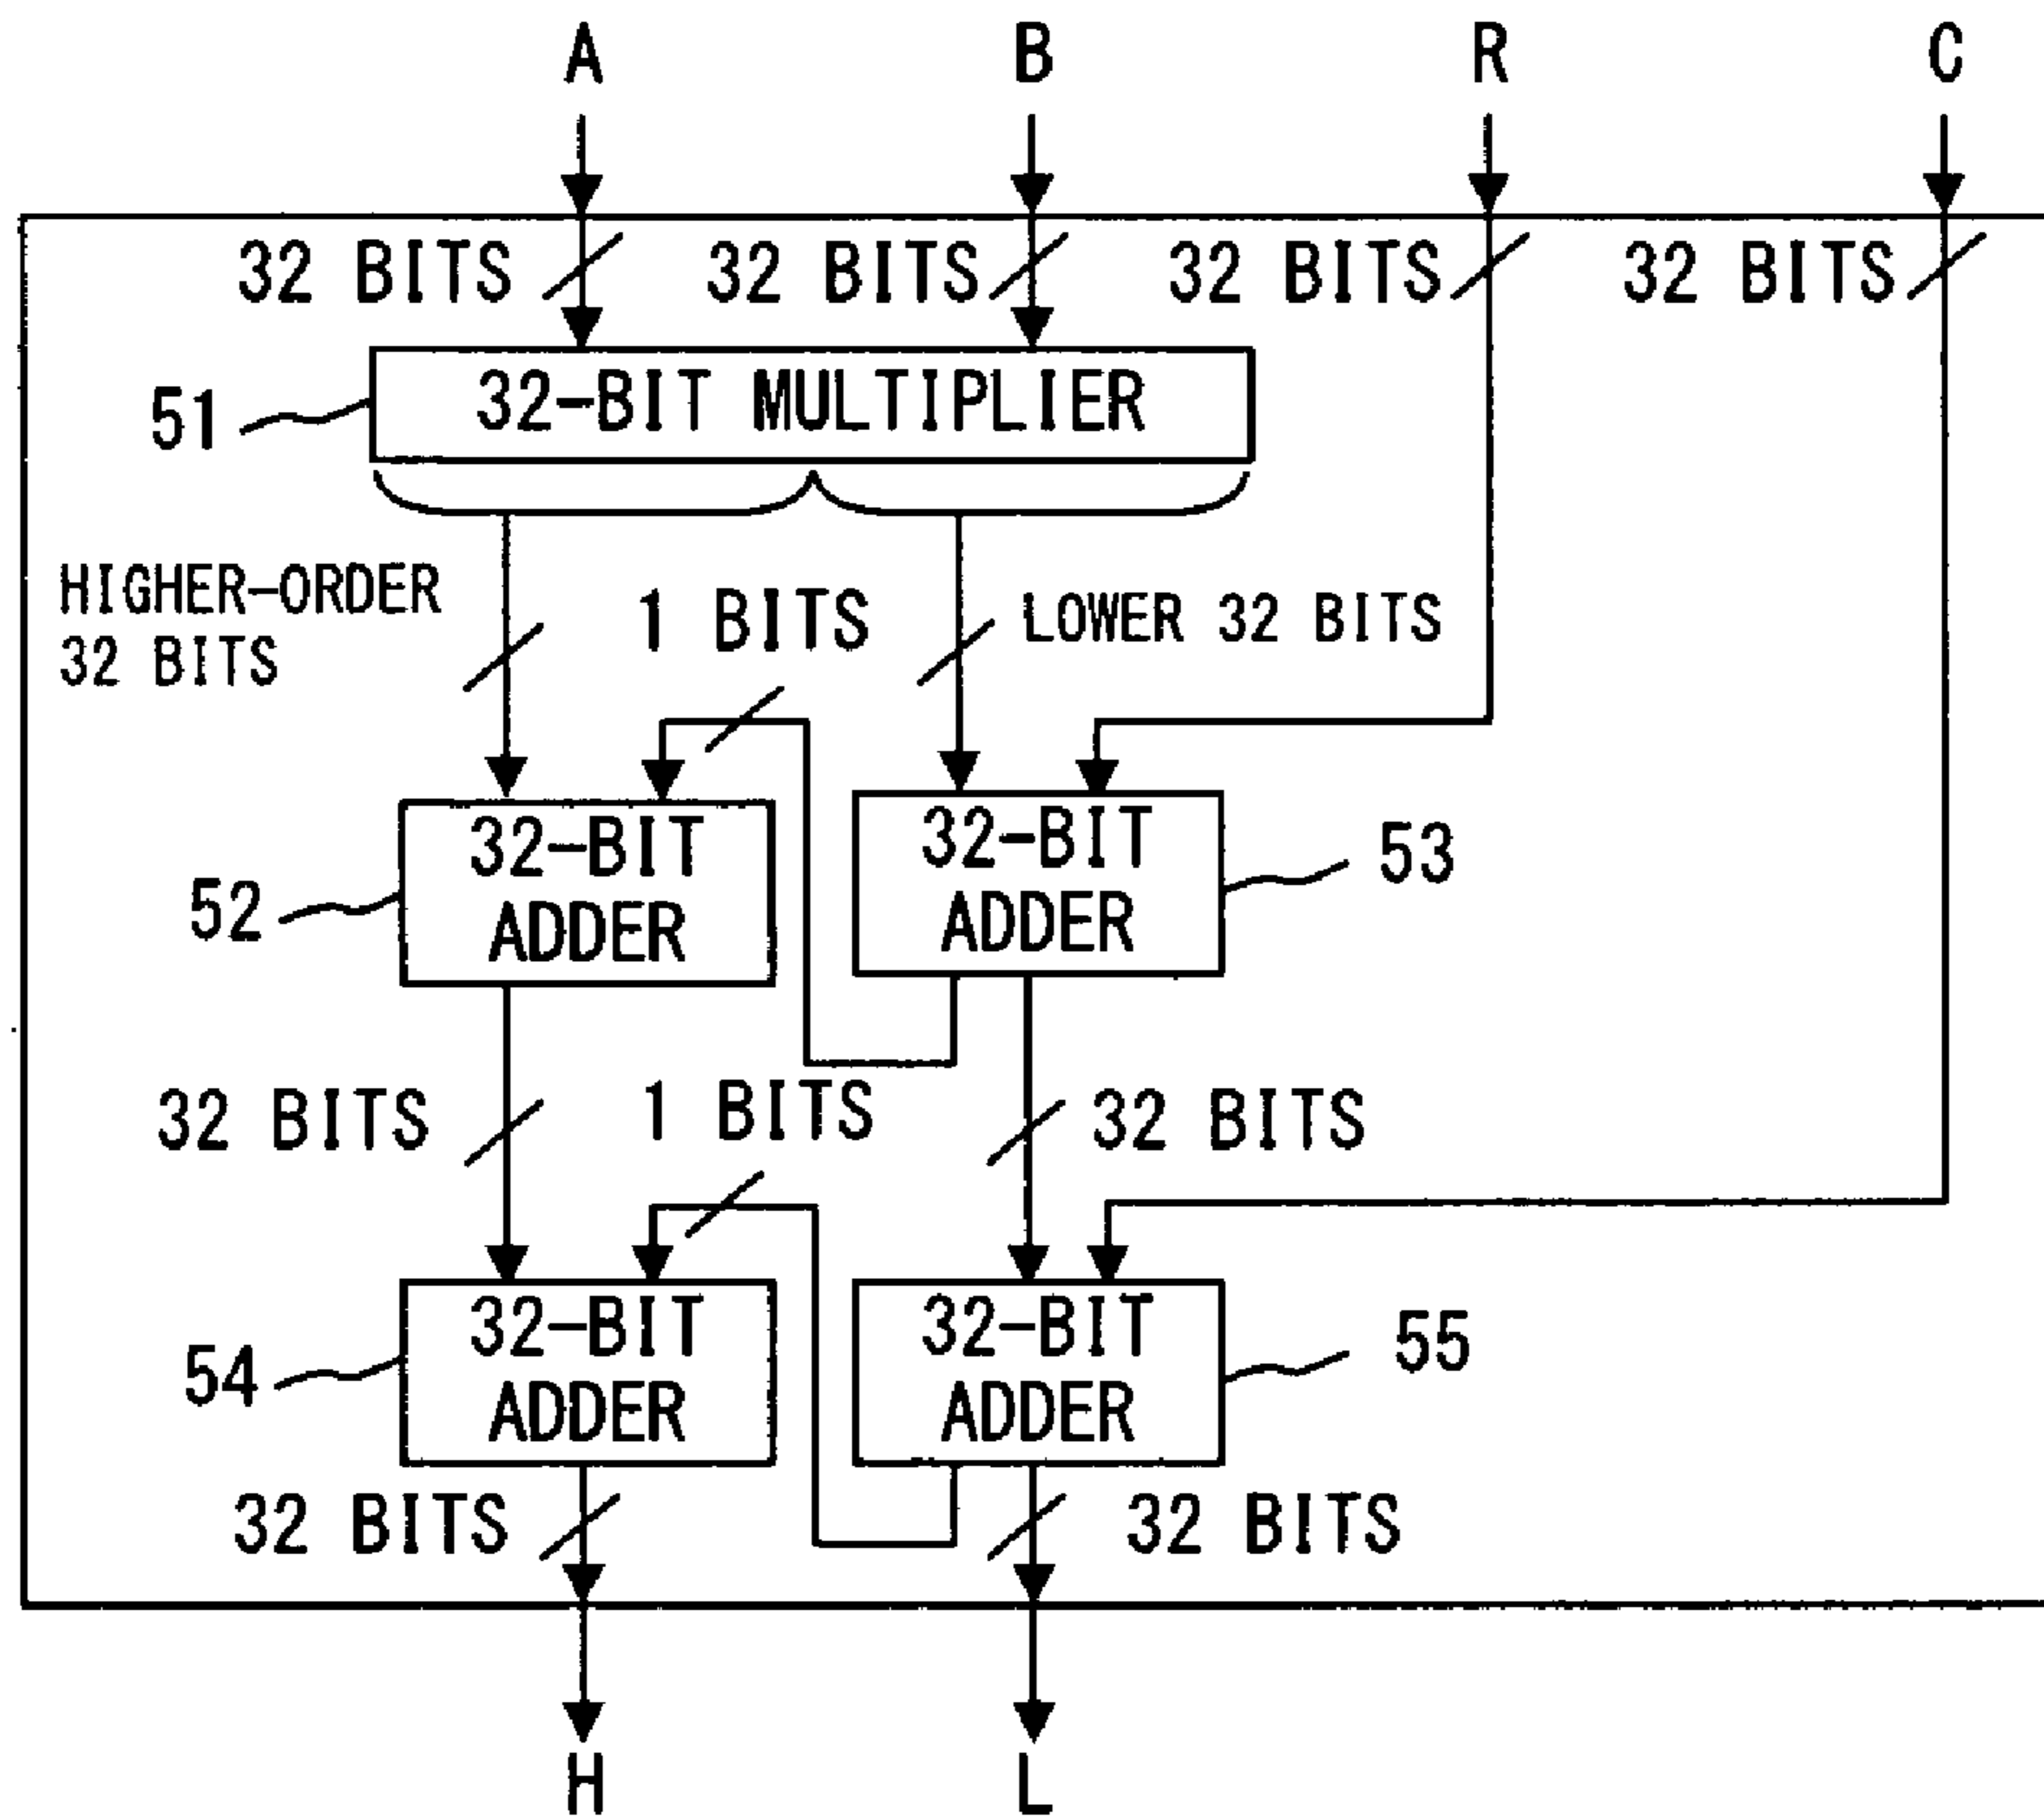 A B R C
32 BITS 32 BITS 32 BITS 32 BITS
51 32-BIT MULTIPLIER
HIGHER-ORDER
32 BITS
1 BITS LOWER 32 BITS
52 32-BIT
ADDER
32-BIT
ADDER 53
32 BITS 1 BITS 32 BITS
54 32-BIT
ADDER
32-BIT
ADDER 55
32 BITS 32 BITS
H L